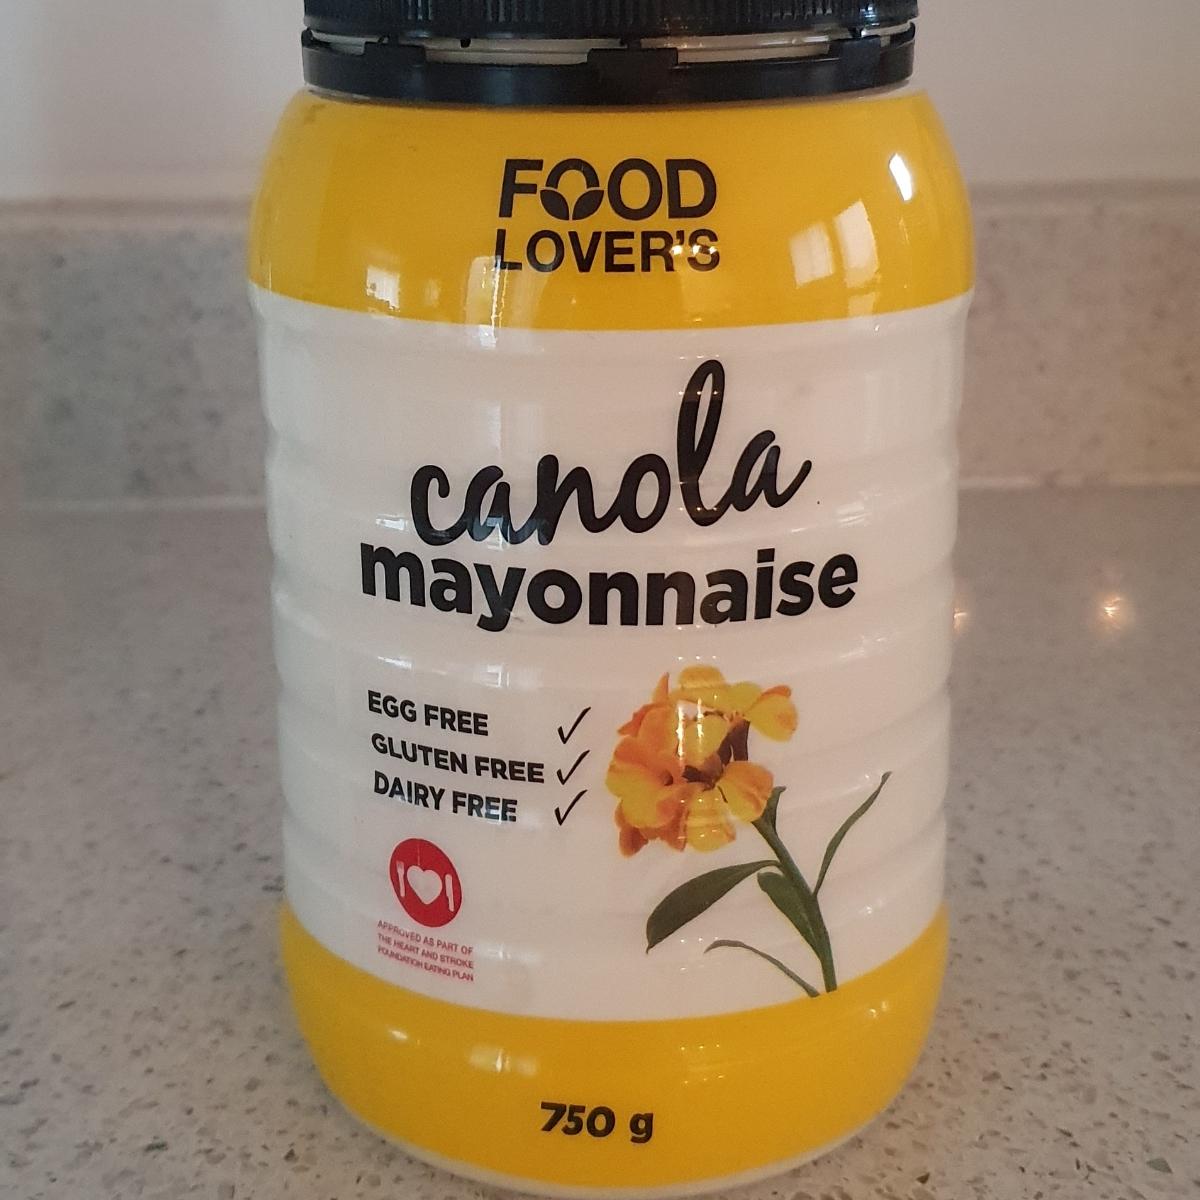 FOOD
LOVER'S
canola
mayonnaise
EGG FREE ✓
GLUTEN FREE ✓
DAIRY FREE ✓
APPROVED AS PART OF
THE HEART AND STROKE
FOUNDATION EATING PLAN
750 g